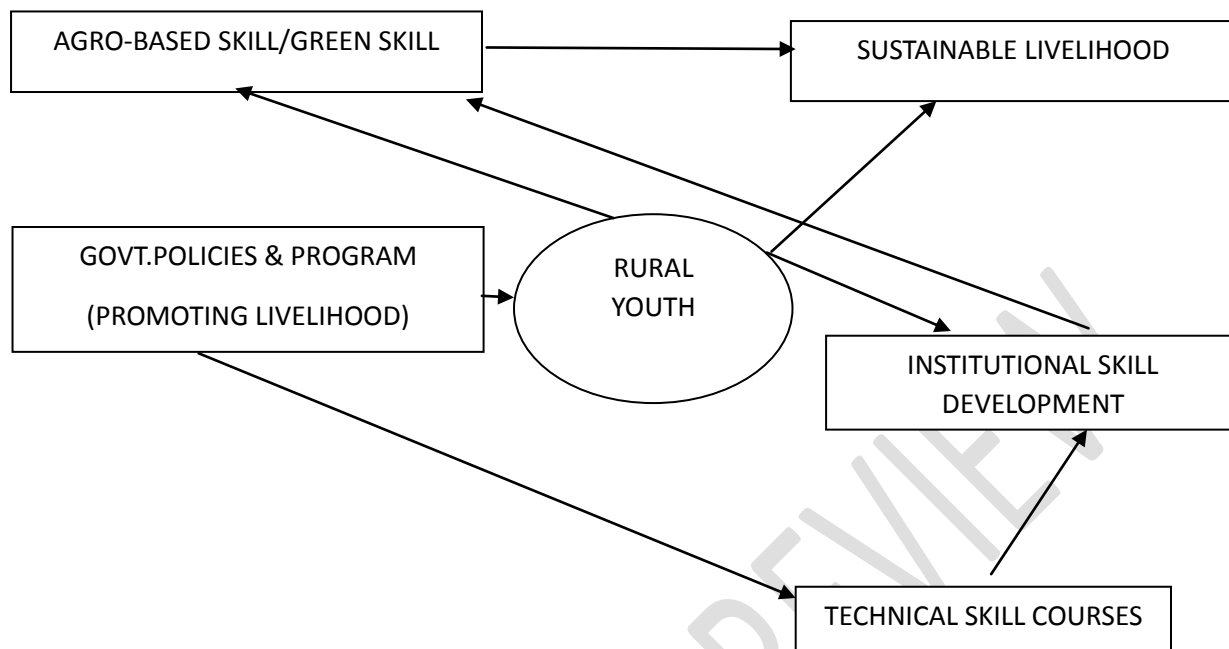 AGRO-BASED SKILL/GREEN SKILL
SUSTAINABLE LIVELIHOOD
GOVT.POLICIES & PROGRAM
(PROMOTING LIVELIHOOD)
RURAL
YOUTH
INSTITUTIONAL SKILL
DEVELOPMENT
TECHNICAL SKILL COURSES
REVIEW